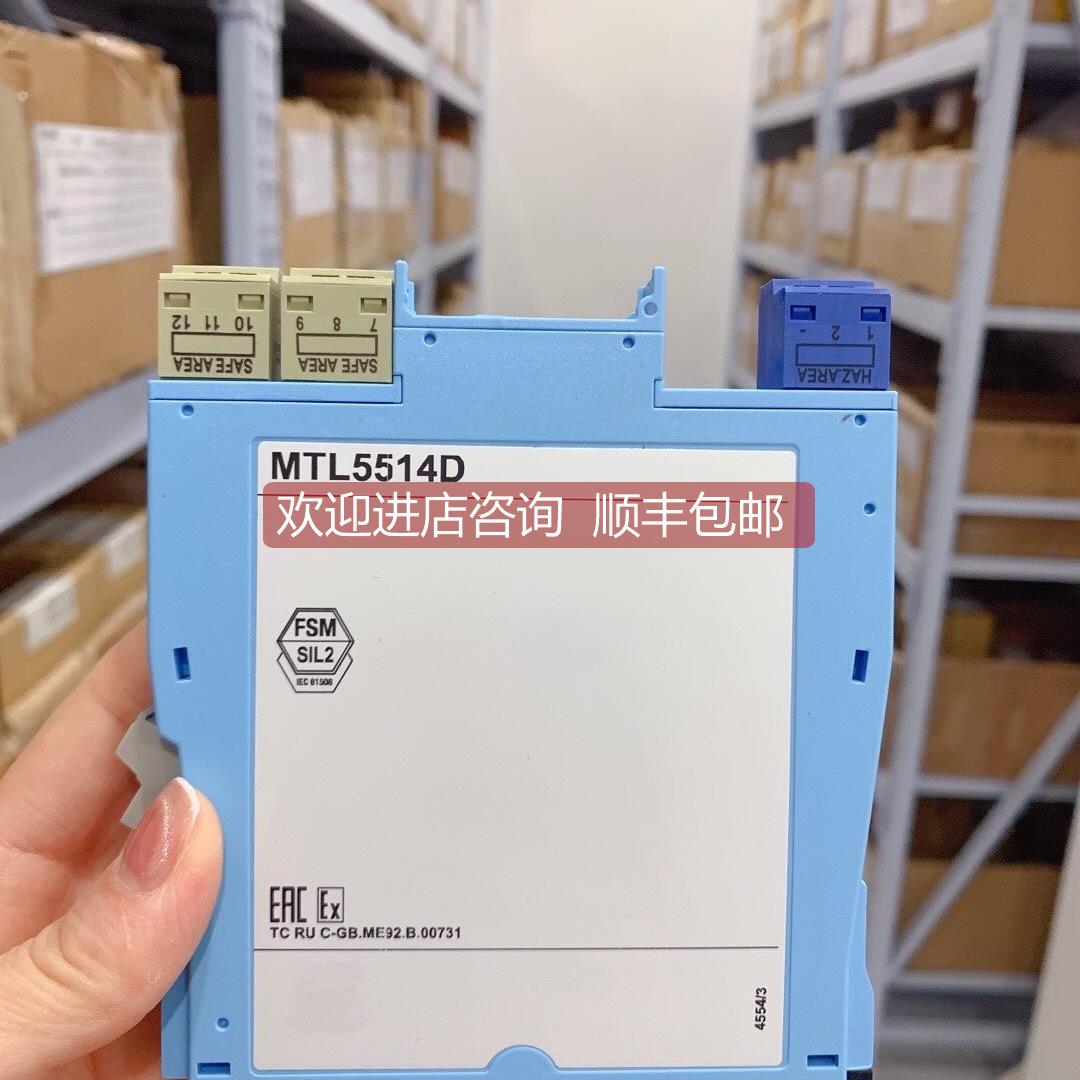 12 11 10
SAFE AREA
9 8 7
SAFE AREA
- 2 1
HAZ.AREA
MTL5514D
欢迎进店咨询 顺丰包邮
FSM
SIL2
IEC 61508
EAC Ex
TC RU C-GB.ME92.B.00731
4554/3